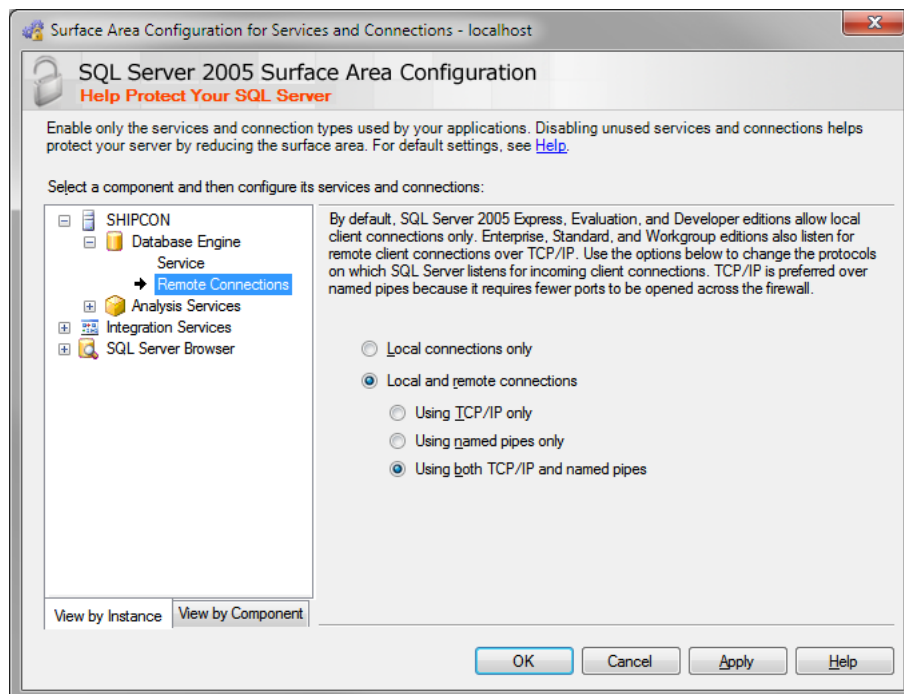 Surface Area Configuration for Services and Connections - localhost
SQL Server 2005 Surface Area Configuration
Help Protect Your SQL Server
Enable only the services and connection types used by your applications. Disabling unused services and connections helps
protect your server by reducing the surface area. For default settings, see Help.
Select a component and then configure its services and connections:
SHIPCON
Database Engine
Service
Remote Connections
Analysis Services
Integration Services
SQL Server Browser
View by Instance
View by Component
By default, SQL Server 2005 Express, Evaluation, and Developer editions allow local
client connections only. Enterprise, Standard, and Workgroup editions also listen for
remote client connections over TCP/IP. Use the options below to change the protocols
on which SQL Server listens for incoming client connections. TCP/IP is preferred over
named pipes because it requires fewer ports to be opened across the firewall.
Local connections only
Local and remote connections
Using TCP/IP only
Using named pipes only
Using both TCP/IP and named pipes
OK
Cancel
Apply
Help